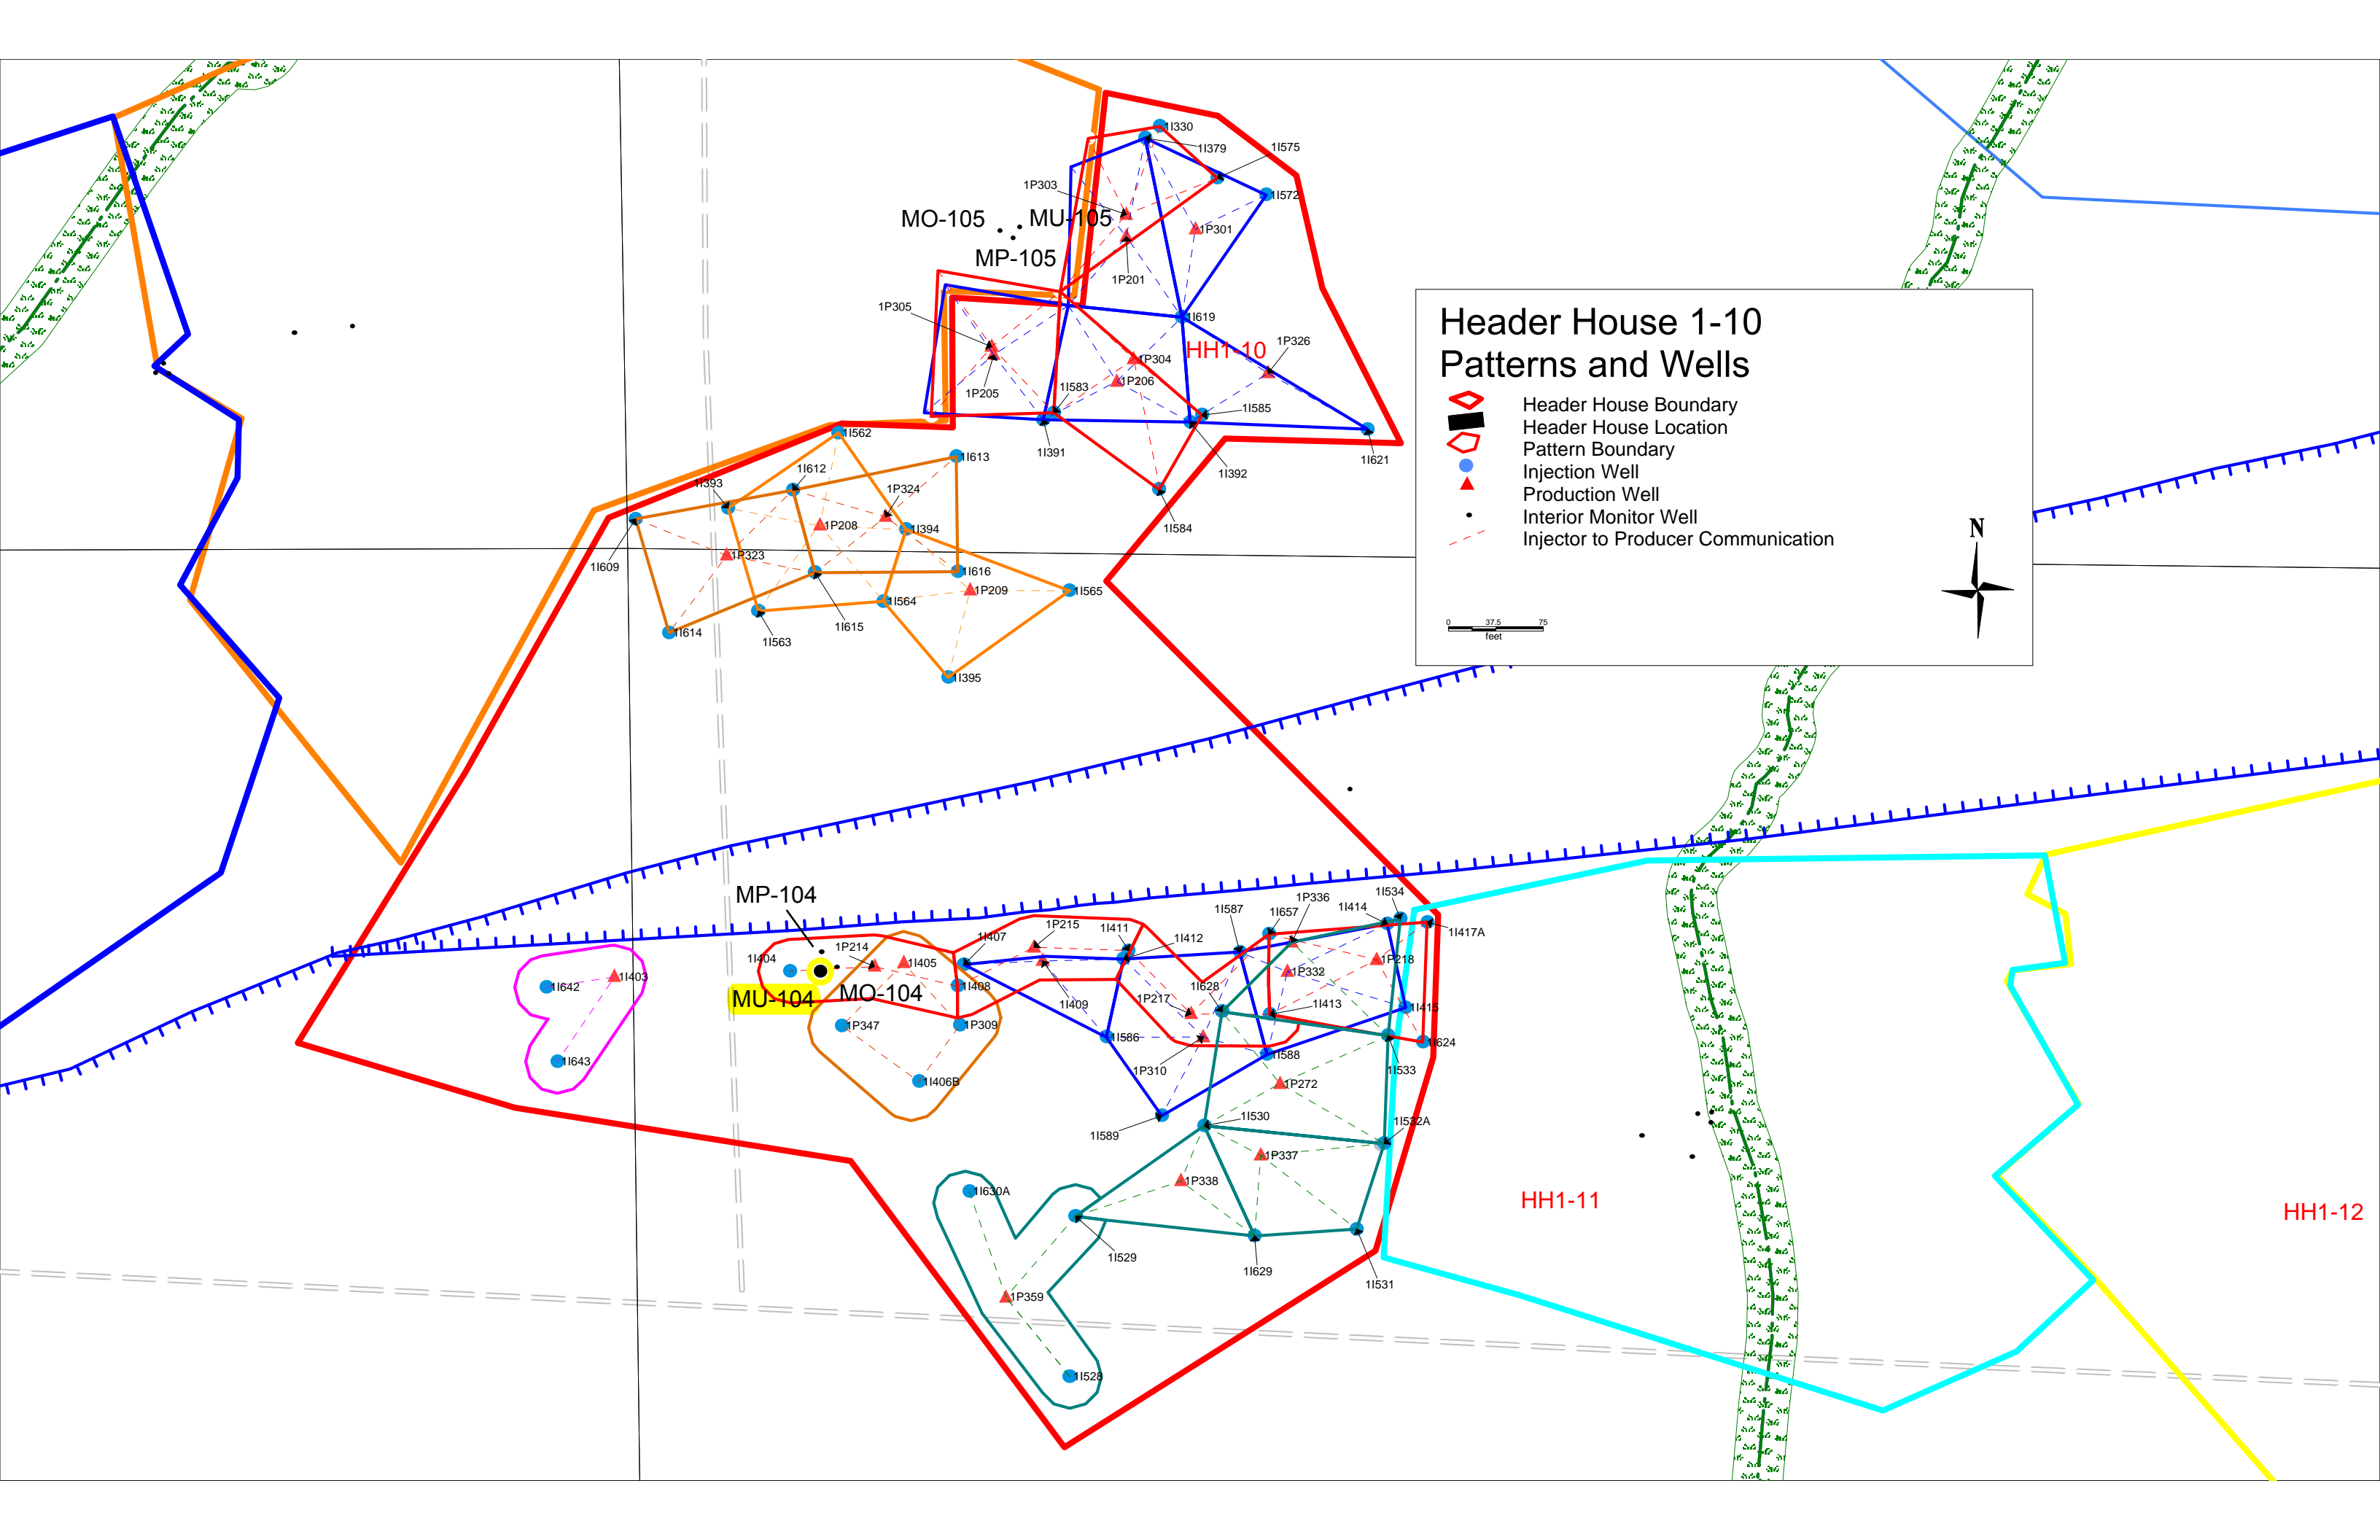 1I330
1I379
1I575
1P303
1I572
MO-105
MU-105
1P301
MP-105
1P201
1P305
1I619
HH1-10
1P326
1P304
1P205
1I583
1P206
1I585
1I562
1I391
1I392
1I621
1I613
1I612
1I393
1P324
1P208
1I394
1I584
1P323
1I609
1I616
1P209
1I565
1I564
1I614
1I563
1I615
1I395
Header House 1-10
Patterns and Wells
Header House Boundary
Header House Location
Pattern Boundary
Injection Well
Production Well
Interior Monitor Well
Injector to Producer Communication
N
0 37.5 75
feet
MP-104
1P214
1I404
1I405
1I407
1P215
1I411
1I412
1I587
1I657
1P336
1I414
1I534
1I417A
1I403
1I642
MU-104
MO-104
1I408
1I409
1P217
1I628
1P332
1P218
1I413
1I415
1P347
1P309
1I586
1I588
1I624
1I643
1I406B
1P310
1P272
1I533
1I589
1I530
1I532A
1P337
1P338
1I630A
1I529
1I629
1I531
1P359
1I528
HH1-11
HH1-12